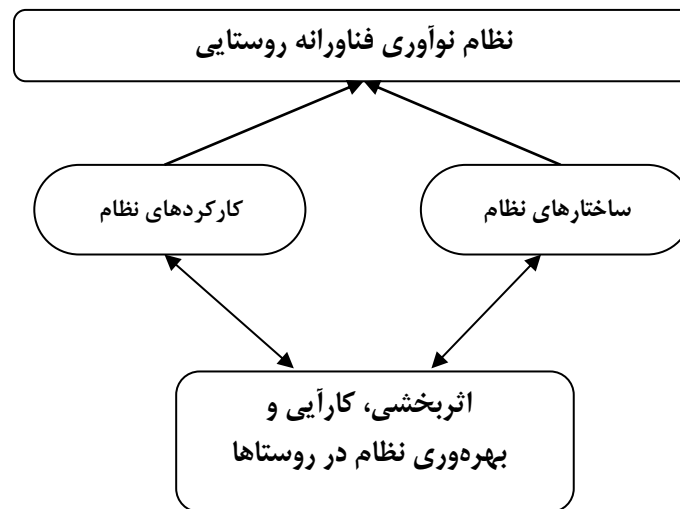 نظام نوآوری فناورانه روستایی
ساختارهای نظام
کارکردهای نظام
اثربخشی، کارآیی و
بهره‌وری نظام در روستاها